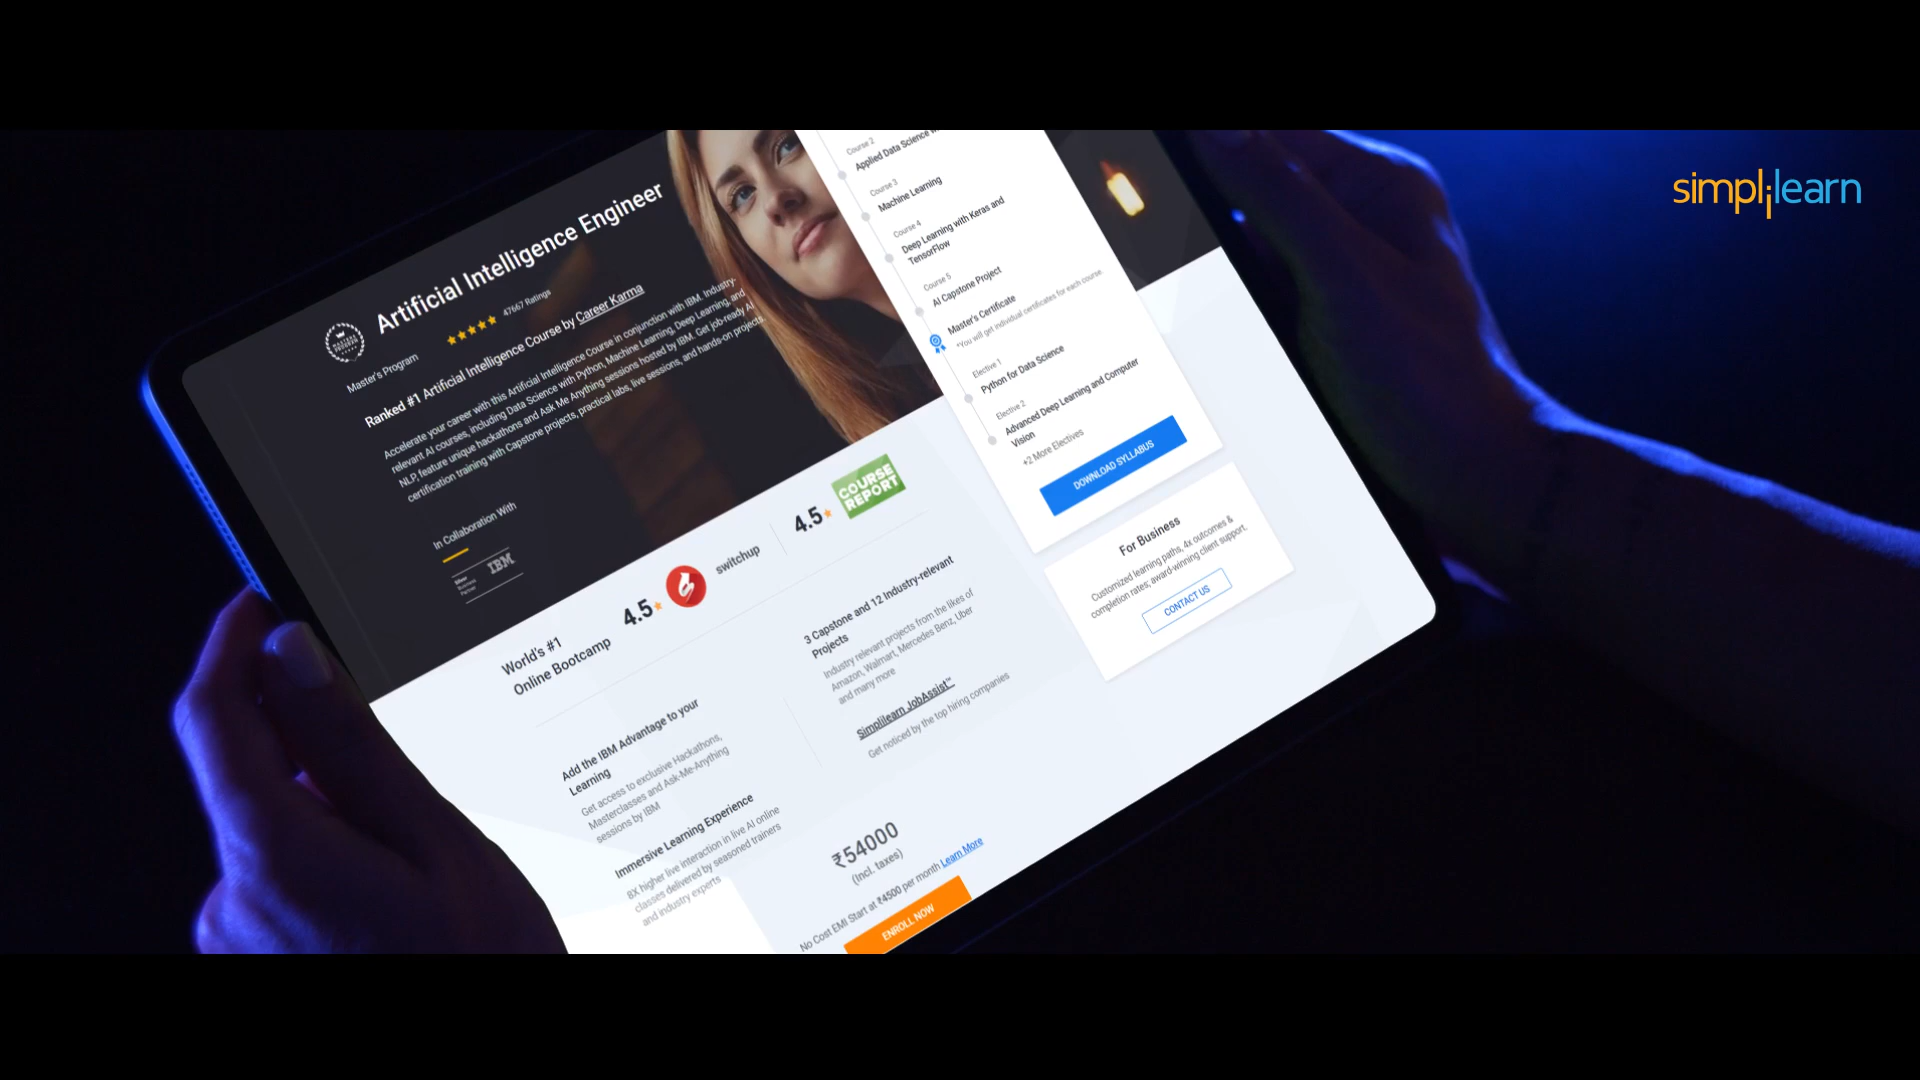 simplilearn
Artificial Intelligence Engineer
Master's Program
47667 Ratings
Ranked #1 Artificial Intelligence Course by Career Karma
Accelerate your career with this Artificial Intelligence Course in conjunction with IBM. Industry-
relevant AI courses, including Data Science with Python, Machine Learning, Deep Learning, and
NLP, feature unique hackathons and Ask Me Anything sessions hosted by IBM. Get job-ready AI
certification training with Capstone projects, practical labs, live sessions, and hands-on projects.
In Collaboration With
IBM
Course 2
Applied Data Science
Course 3
Machine Learning
Course 4
Deep Learning with Keras and
TensorFlow
Course 5
AI Capstone Project
Master's Certificate
*You will get individual certificates for each course
Elective 1
Python for Data Science
Elective 2
Advanced Deep Learning and Computer
Vision
+2 More Electives
DOWNLOAD SYLLABUS
For Business
Customized learning paths, 4x outcomes &
completion rates; award-winning client support.
CONTACT US
World's #1
Online Bootcamp
4.5
switchup
4.5
COURSE
REPORT
Add the IBM Advantage to your
Learning
Get access to exclusive Hackathons,
Masterclasses and Ask-Me-Anything
sessions by IBM
3 Capstone and 12 Industry-relevant
Projects
Industry relevant projects from the likes of
Amazon, Walmart, Mercedes Benz, Uber
and many more
Immersive Learning Experience
8X higher live interaction in live AI online
classes delivered by seasoned trainers
and industry experts
Simplilearn JobAssist™
Get noticed by the top hiring companies
₹54000
(Incl. taxes)
No Cost EMI Start at ₹4500 per month Learn More
ENROLL NOW